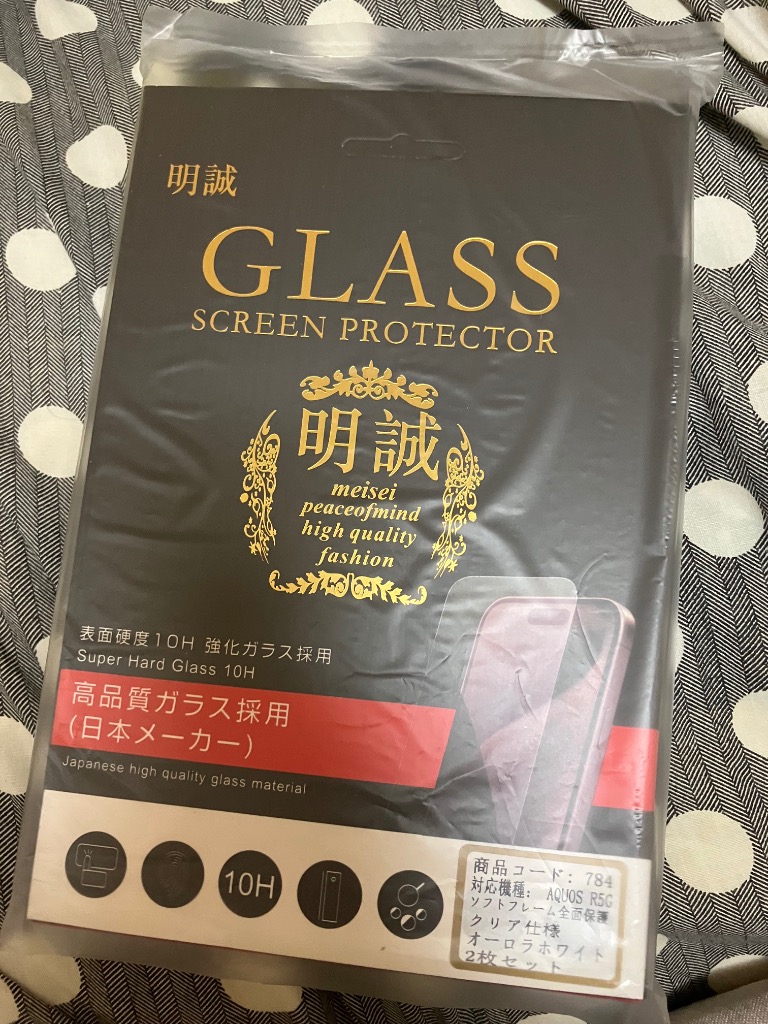 明誠
GLASS
SCREEN PROTECTOR
明誠
meisei
peaceofmind
high quality
fashion
表面硬度10H 強化ガラス採用
Super Hard Glass 10H
高品質ガラス採用
(日本メーカー)
Japanese high quality glass material
10H
商品コード: 784
対応機種: AQUOS R5G
ソフトフレーム全面保護
クリア仕様
オーロラホワイト
2枚セット